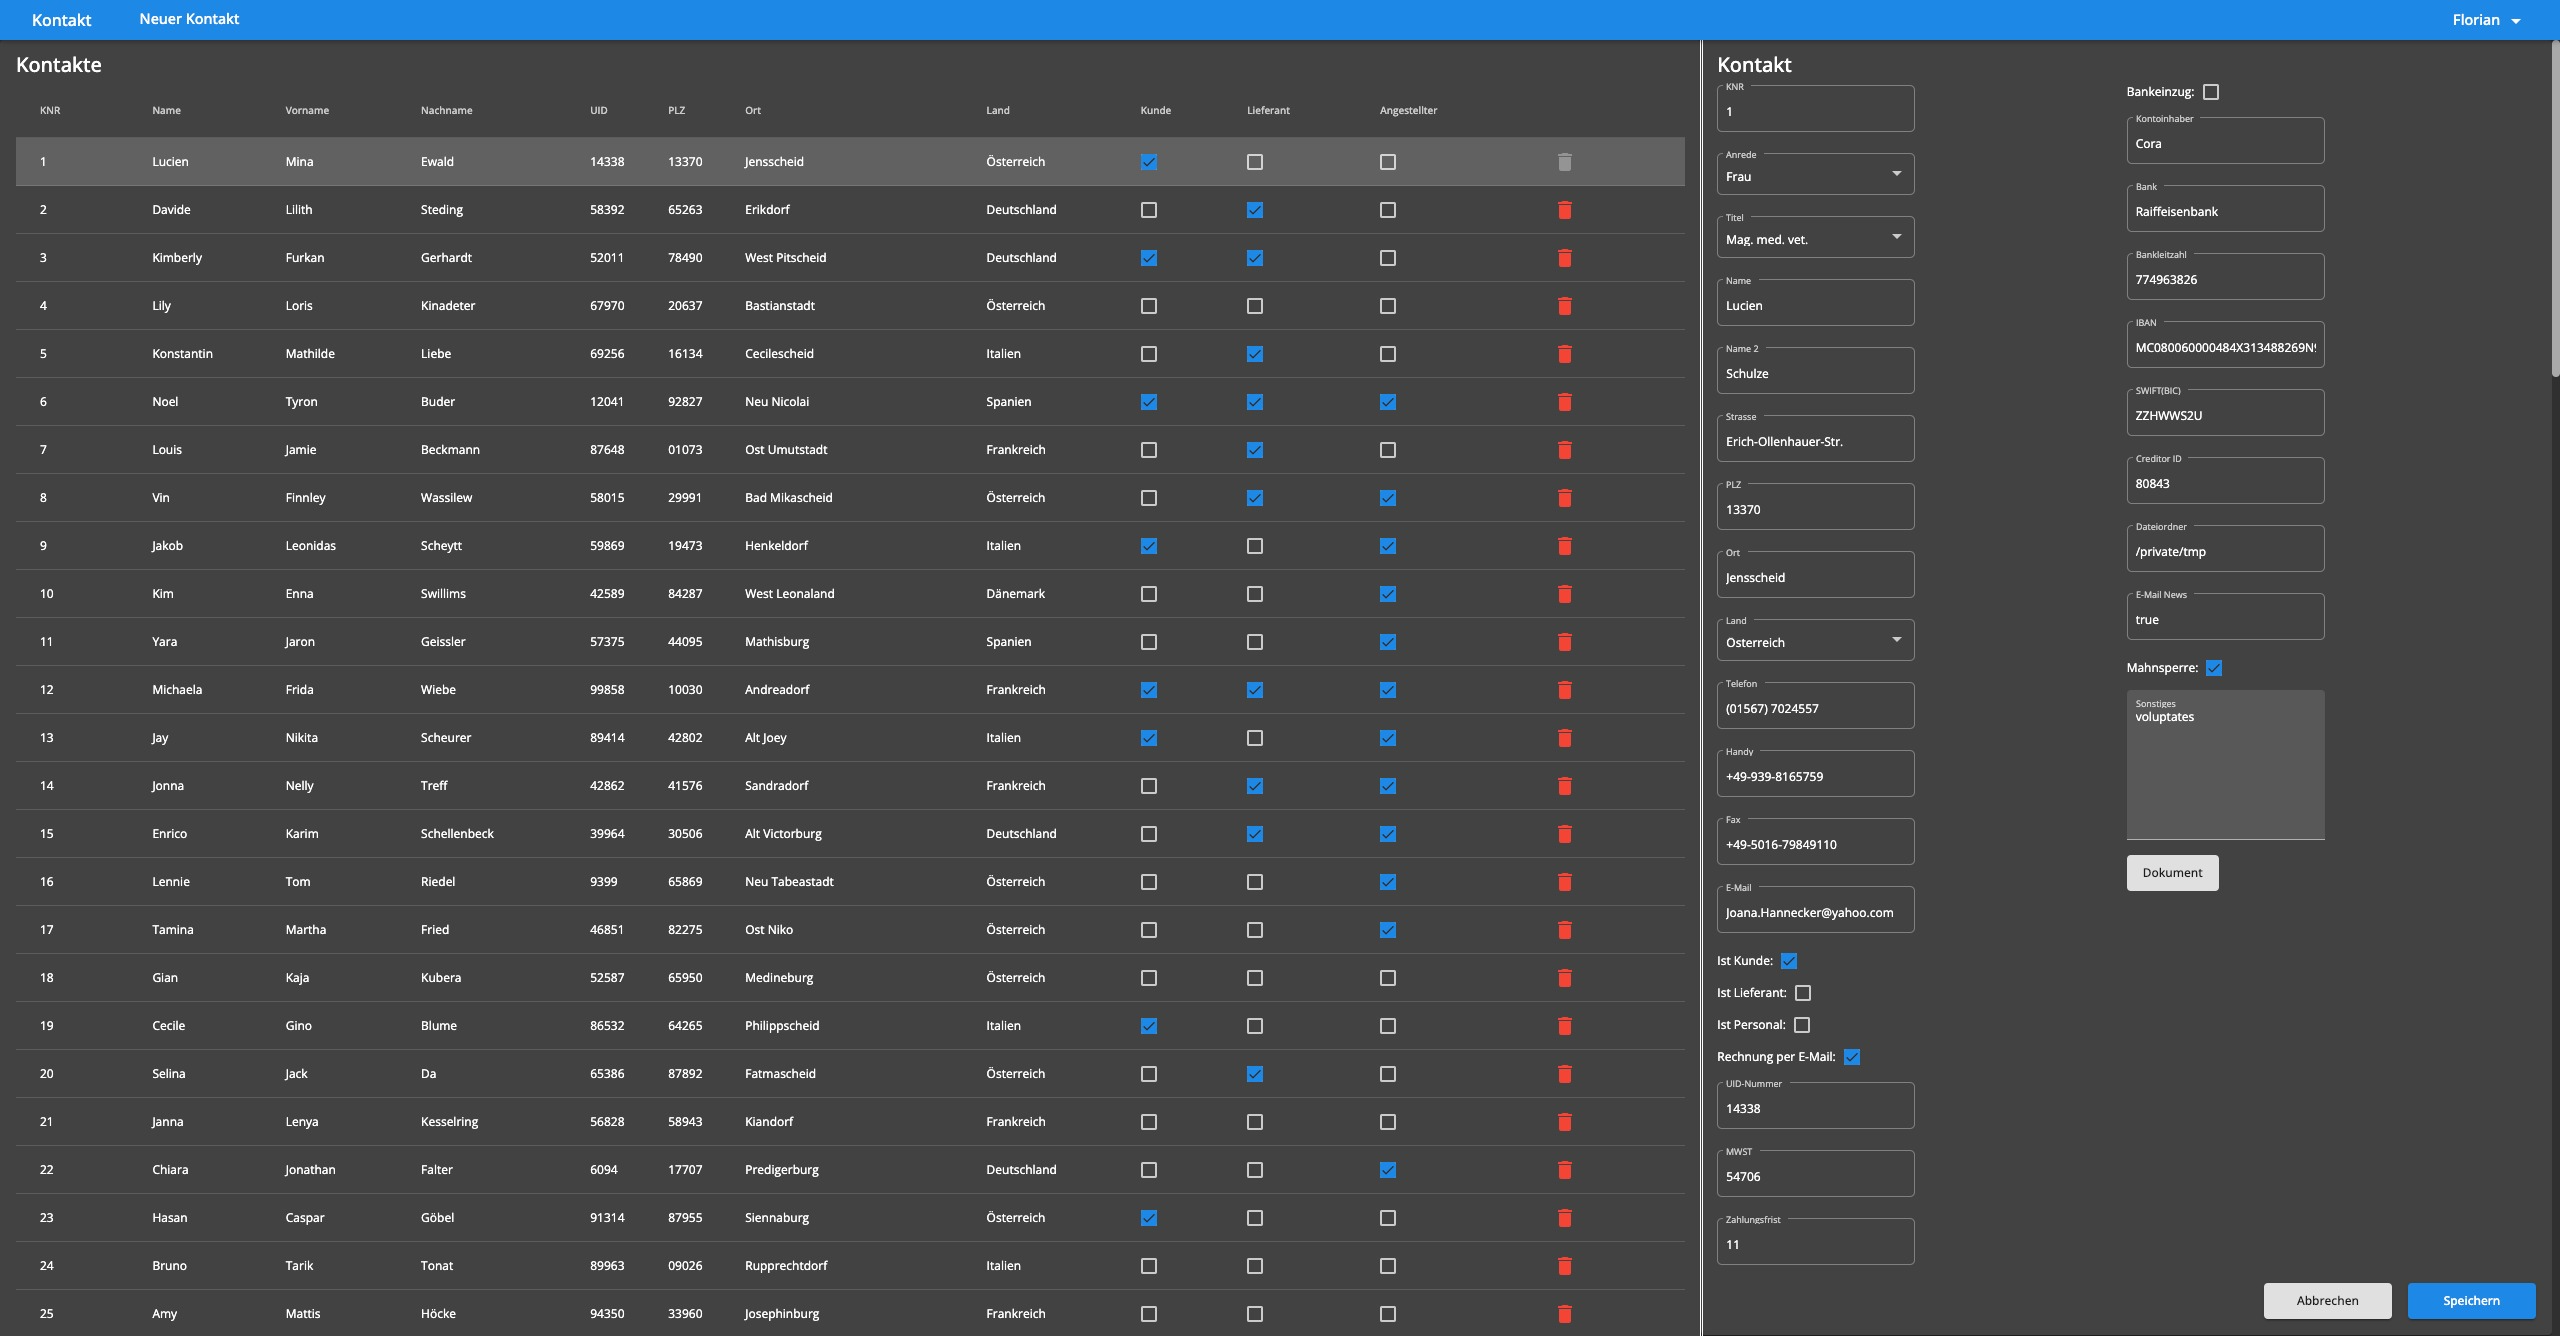 Kontakt Neuer Kontakt Florian
Kontakte
KNR Name Vorname Nachname UID PLZ Ort Land Kunde Lieferant Angestellter
1 Lucien Mina Ewald 14338 13370 Jensscheid Österreich
2 Davide Lilith Steding 58392 65263 Erikdorf Deutschland
3 Kimberly Furkan Gerhardt 52011 78490 West Pitscheid Deutschland
4 Lily Loris Kinadeter 67970 20637 Bastianstadt Österreich
5 Konstantin Mathilde Liebe 69256 16134 Cecilescheid Italien
6 Noel Tyron Buder 12041 92827 Neu Nicolai Spanien
7 Louis Jamie Beckmann 87648 01073 Ost Umutstadt Frankreich
8 Vin Finnley Wassilew 58015 29991 Bad Mikascheid Österreich
9 Jakob Leonidas Scheytt 59869 19473 Henkeldorf Italien
10 Kim Enna Swillims 42589 84287 West Leonaland Dänemark
11 Yara Jaron Geissler 57375 44095 Mathisburg Spanien
12 Michaela Frida Wiebe 99858 10030 Andreadorf Frankreich
13 Jay Nikita Scheurer 89414 42802 Alt Joey Italien
14 Jonna Nelly Treff 42862 41576 Sandradorf Frankreich
15 Enrico Karim Schellenbeck 39964 30506 Alt Victorburg Deutschland
16 Lennie Tom Riedel 9399 65869 Neu Tabeastadt Österreich
17 Tamina Martha Fried 46851 82275 Ost Niko Österreich
18 Gian Kaja Kubera 52587 65950 Medineburg Österreich
19 Cecile Gino Blume 86532 64265 Philippscheid Italien
20 Selina Jack Da 65386 87892 Fatmascheid Österreich
21 Janna Lenya Kesselring 56828 58943 Kiandorf Frankreich
22 Chiara Jonathan Falter 6094 17707 Predigerburg Deutschland
23 Hasan Caspar Göbel 91314 87955 Siennaburg Österreich
24 Bruno Tarik Tonat 89963 09026 Rupprechtdorf Italien
25 Amy Mattis Höcke 94350 33960 Josephinburg Frankreich
Kontakt
KNR
1
Anrede
Frau
Titel
Mag. med. vet.
Name
Lucien
Name 2
Schulze
Strasse
Erich-Ollenhauer-Str.
PLZ
13370
Ort
Jensscheid
Land
Österreich
Telefon
(01567) 7024557
Handy
+49-939-8165759
Fax
+49-5016-79849110
E-Mail
Joana.Hannecker@yahoo.com
Ist Kunde:
Ist Lieferant:
Ist Personal:
Rechnung per E-Mail:
UID-Nummer
14338
MWST
54706
Zahlungsfrist
11
Bankeinzug:
Kontoinhaber
Cora
Bank
Raiffeisenbank
Bankleitzahl
774963826
IBAN
MC080060000484X313488269N
SWIFT(BIC)
ZZHWWS2U
Creditor ID
80843
Dateiordner
/private/tmp
E-Mail News
true
Mahnsperre:
Sonstiges
voluptates
Dokument
Abbrechen Speichern